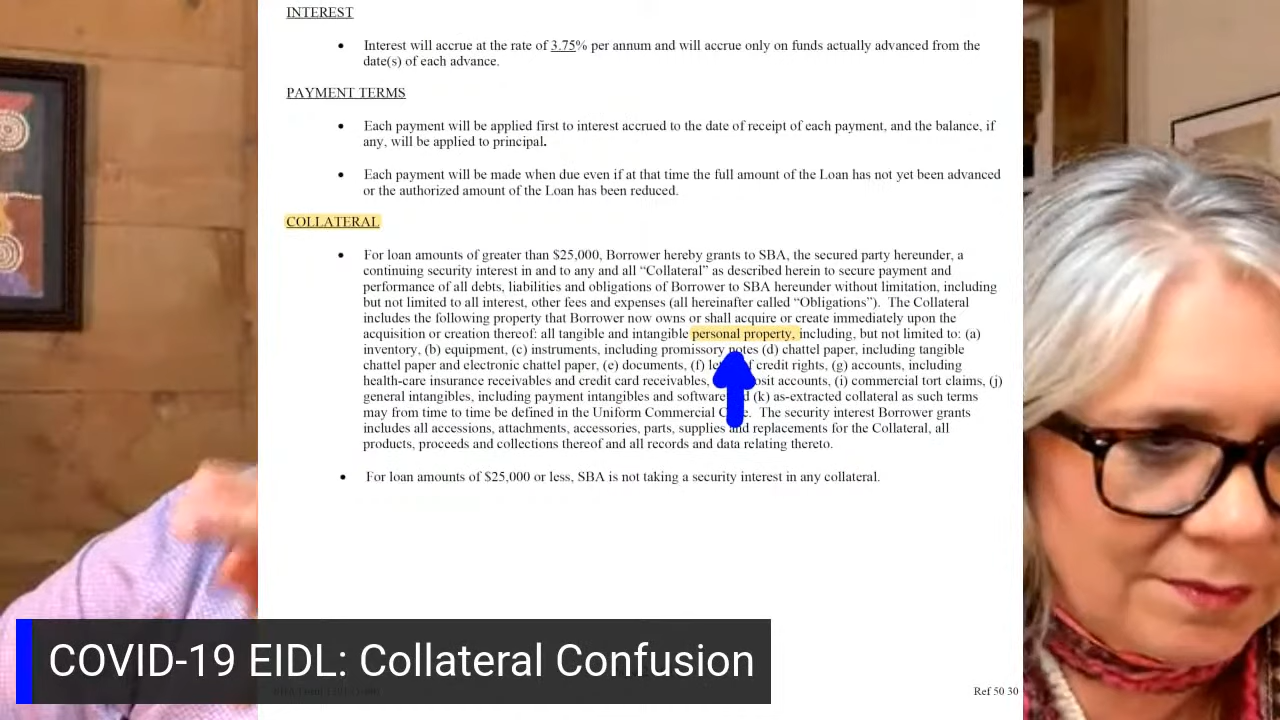 INTEREST
• Interest will accrue at the rate of 3.75% per annum and will accrue only on funds actually advanced from the
date(s) of each advance.
PAYMENT TERMS
• Each payment will be applied first to interest accrued to the date of receipt of each payment, and the balance, if
any, will be applied to principal.
• Each payment will be made when due even if at that time the full amount of the Loan has not yet been advanced
or the authorized amount of the Loan has been reduced.
COLLATERAL
• For loan amounts of greater than $25,000, Borrower hereby grants to SBA, the secured party hereunder, a
continuing security interest in and to any and all “Collateral” as described herein to secure payment and
performance of all debts, liabilities and obligations of Borrower to SBA hereunder without limitation, including
but not limited to all interest, other fees and expenses (all hereinafter called “Obligations”). The Collateral
includes the following property that Borrower now owns or shall acquire or create immediately upon the
acquisition or creation thereof: all tangible and intangible personal property, including, but not limited to: (a)
inventory, (b) equipment, (c) instruments, including promissory notes (d) chattel paper, including tangible
chattel paper and electronic chattel paper, (e) documents, (f) credit rights, (g) accounts, including
health-care insurance receivables and credit card receivables, accounts, (i) commercial tort claims, (j)
general intangibles, including payment intangibles and software (k) as-extracted collateral as such terms
may from time to time be defined in the Uniform Commercial The security interest Borrower grants
includes all accessions, attachments, accessories, parts, supplies and replacements for the Collateral, all
products, proceeds and collections thereof and all records and data relating thereto.
• For loan amounts of $25,000 or less, SBA is not taking a security interest in any collateral.
COVID-19 EIDL: Collateral Confusion
Ref 50 30